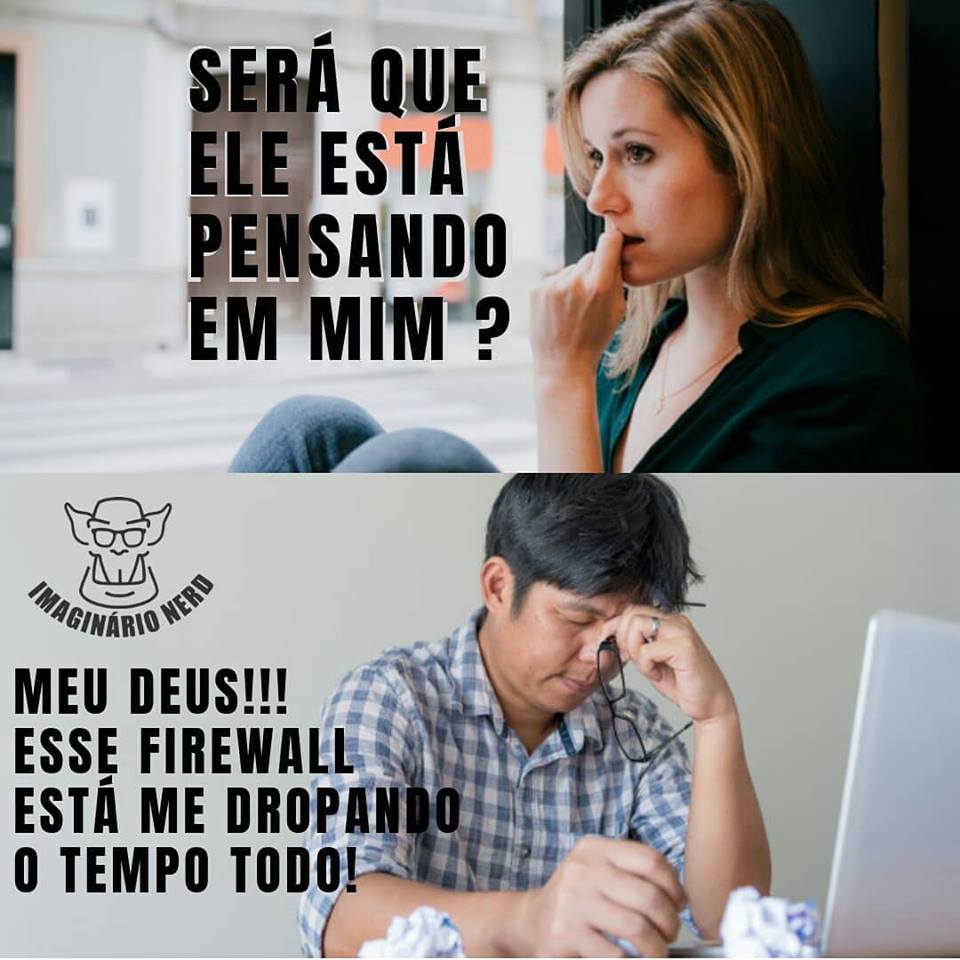 SERÁ QUE
ELE ESTÁ
PENSANDO
EM MIM ?
IMAGINÁRIO NERD
MEU DEUS!!!
ESSE FIREWALL
ESTÁ ME DROPANDO
O TEMPO TODO!